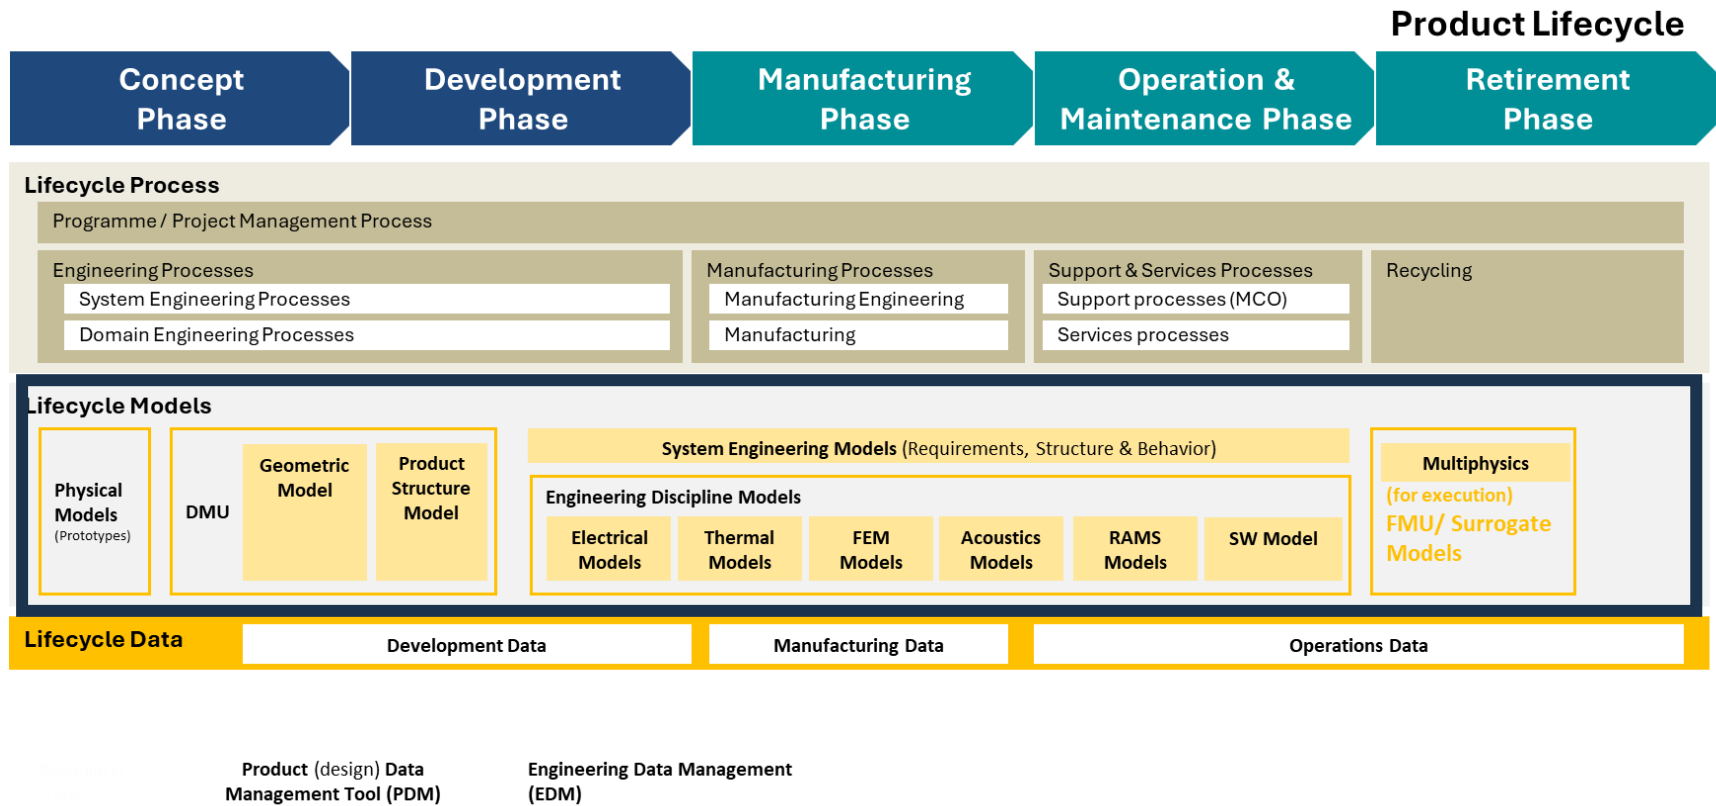 Product Lifecycle
Concept
Phase
Development
Phase
Manufacturing
Phase
Operation &
Maintenance Phase
Retirement
Phase
Lifecycle Process
Programme / Project Management Process
Engineering Processes
System Engineering Processes
Domain Engineering Processes
Manufacturing Processes
Manufacturing Engineering
Manufacturing
Support & Services Processes
Support processes (MCO)
Services processes
Recycling
Lifecycle Models
Physical
Models
(Prototypes)
DMU
Geometric
Model
Product
Structure
Model
System Engineering Models (Requirements, Structure & Behavior)
Engineering Discipline Models
Electrical
Models
Thermal
Models
FEM
Models
Acoustics
Models
RAMS
Models
SW Model
Multiphysics
(for execution)
FMU/ Surrogate
Models
Lifecycle Data
Development Data
Manufacturing Data
Operations Data
Product (design) Data
Management Tool (PDM)
Engineering Data Management
(EDM)